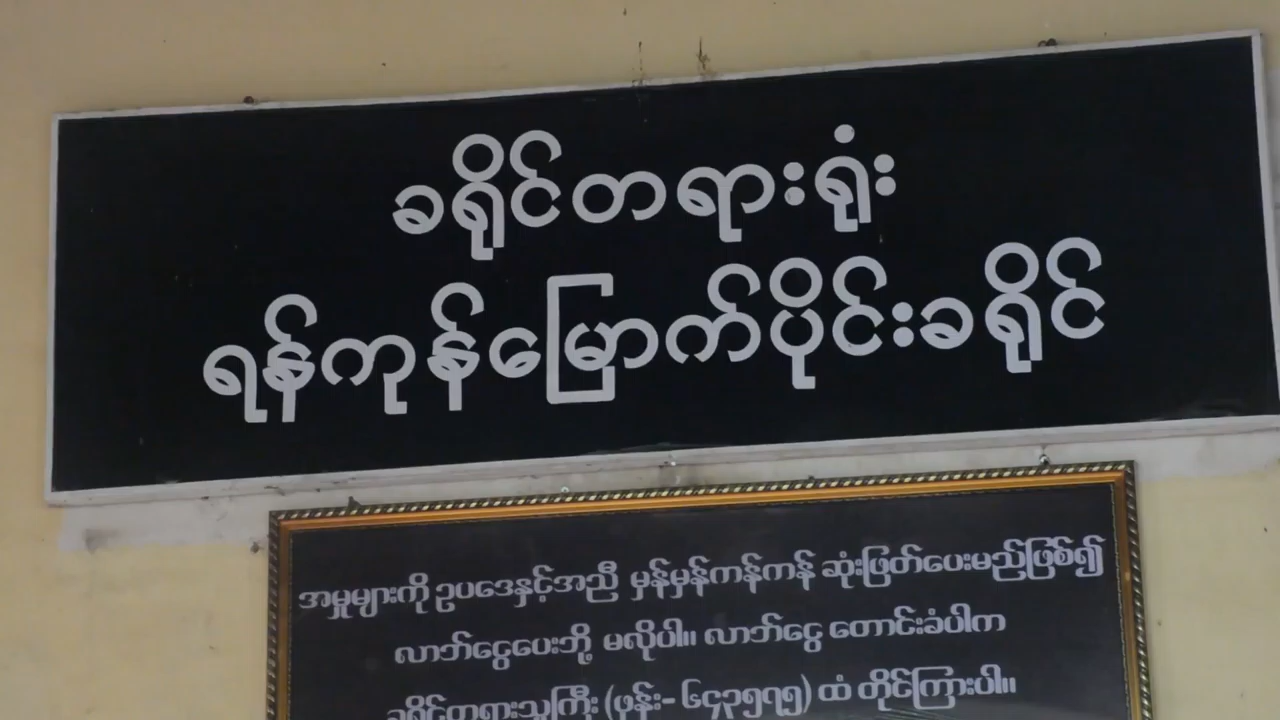 ခရိုင်တရားရုံး
ရန်ကုန်မြောက်ပိုင်းခရိုင်
အမှုများကို ဥပဒေနှင့်အညီ မှန်မှန်ကန်ကန် ဆုံးဖြတ်ပေးမည်ဖြစ်၍
လာဘ်ငွေပေးဘို့ မလိုပါ။ လာဘ်ငွေ တောင်းခံပါက
ခရိုင်တရားသူကြီး (ဖုန်း- ၆၄၃၅၇၅) ထံ တိုင်ကြားပါ။